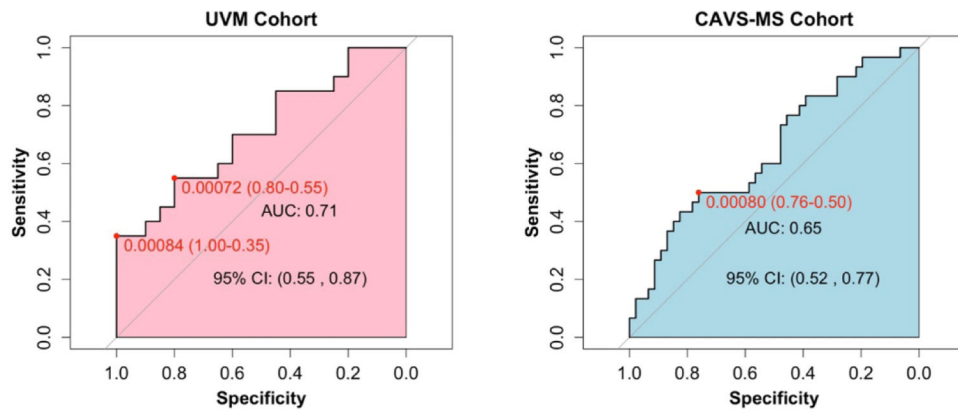 UVM Cohort
Sensitivity
1.0
0.8
0.6
0.4
0.2
0.0
0.00072 (0.80-0.55)
AUC: 0.71
0.00084 (1.00-0.35)
95% CI: (0.55 , 0.87)
1.0 0.8 0.6 0.4 0.2 0.0
Specificity
CAVS-MS Cohort
Sensitivity
1.0
0.8
0.6
0.4
0.2
0.0
0.00080 (0.76-0.50)
AUC: 0.65
95% CI: (0.52 , 0.77)
1.0 0.8 0.6 0.4 0.2 0.0
Specificity